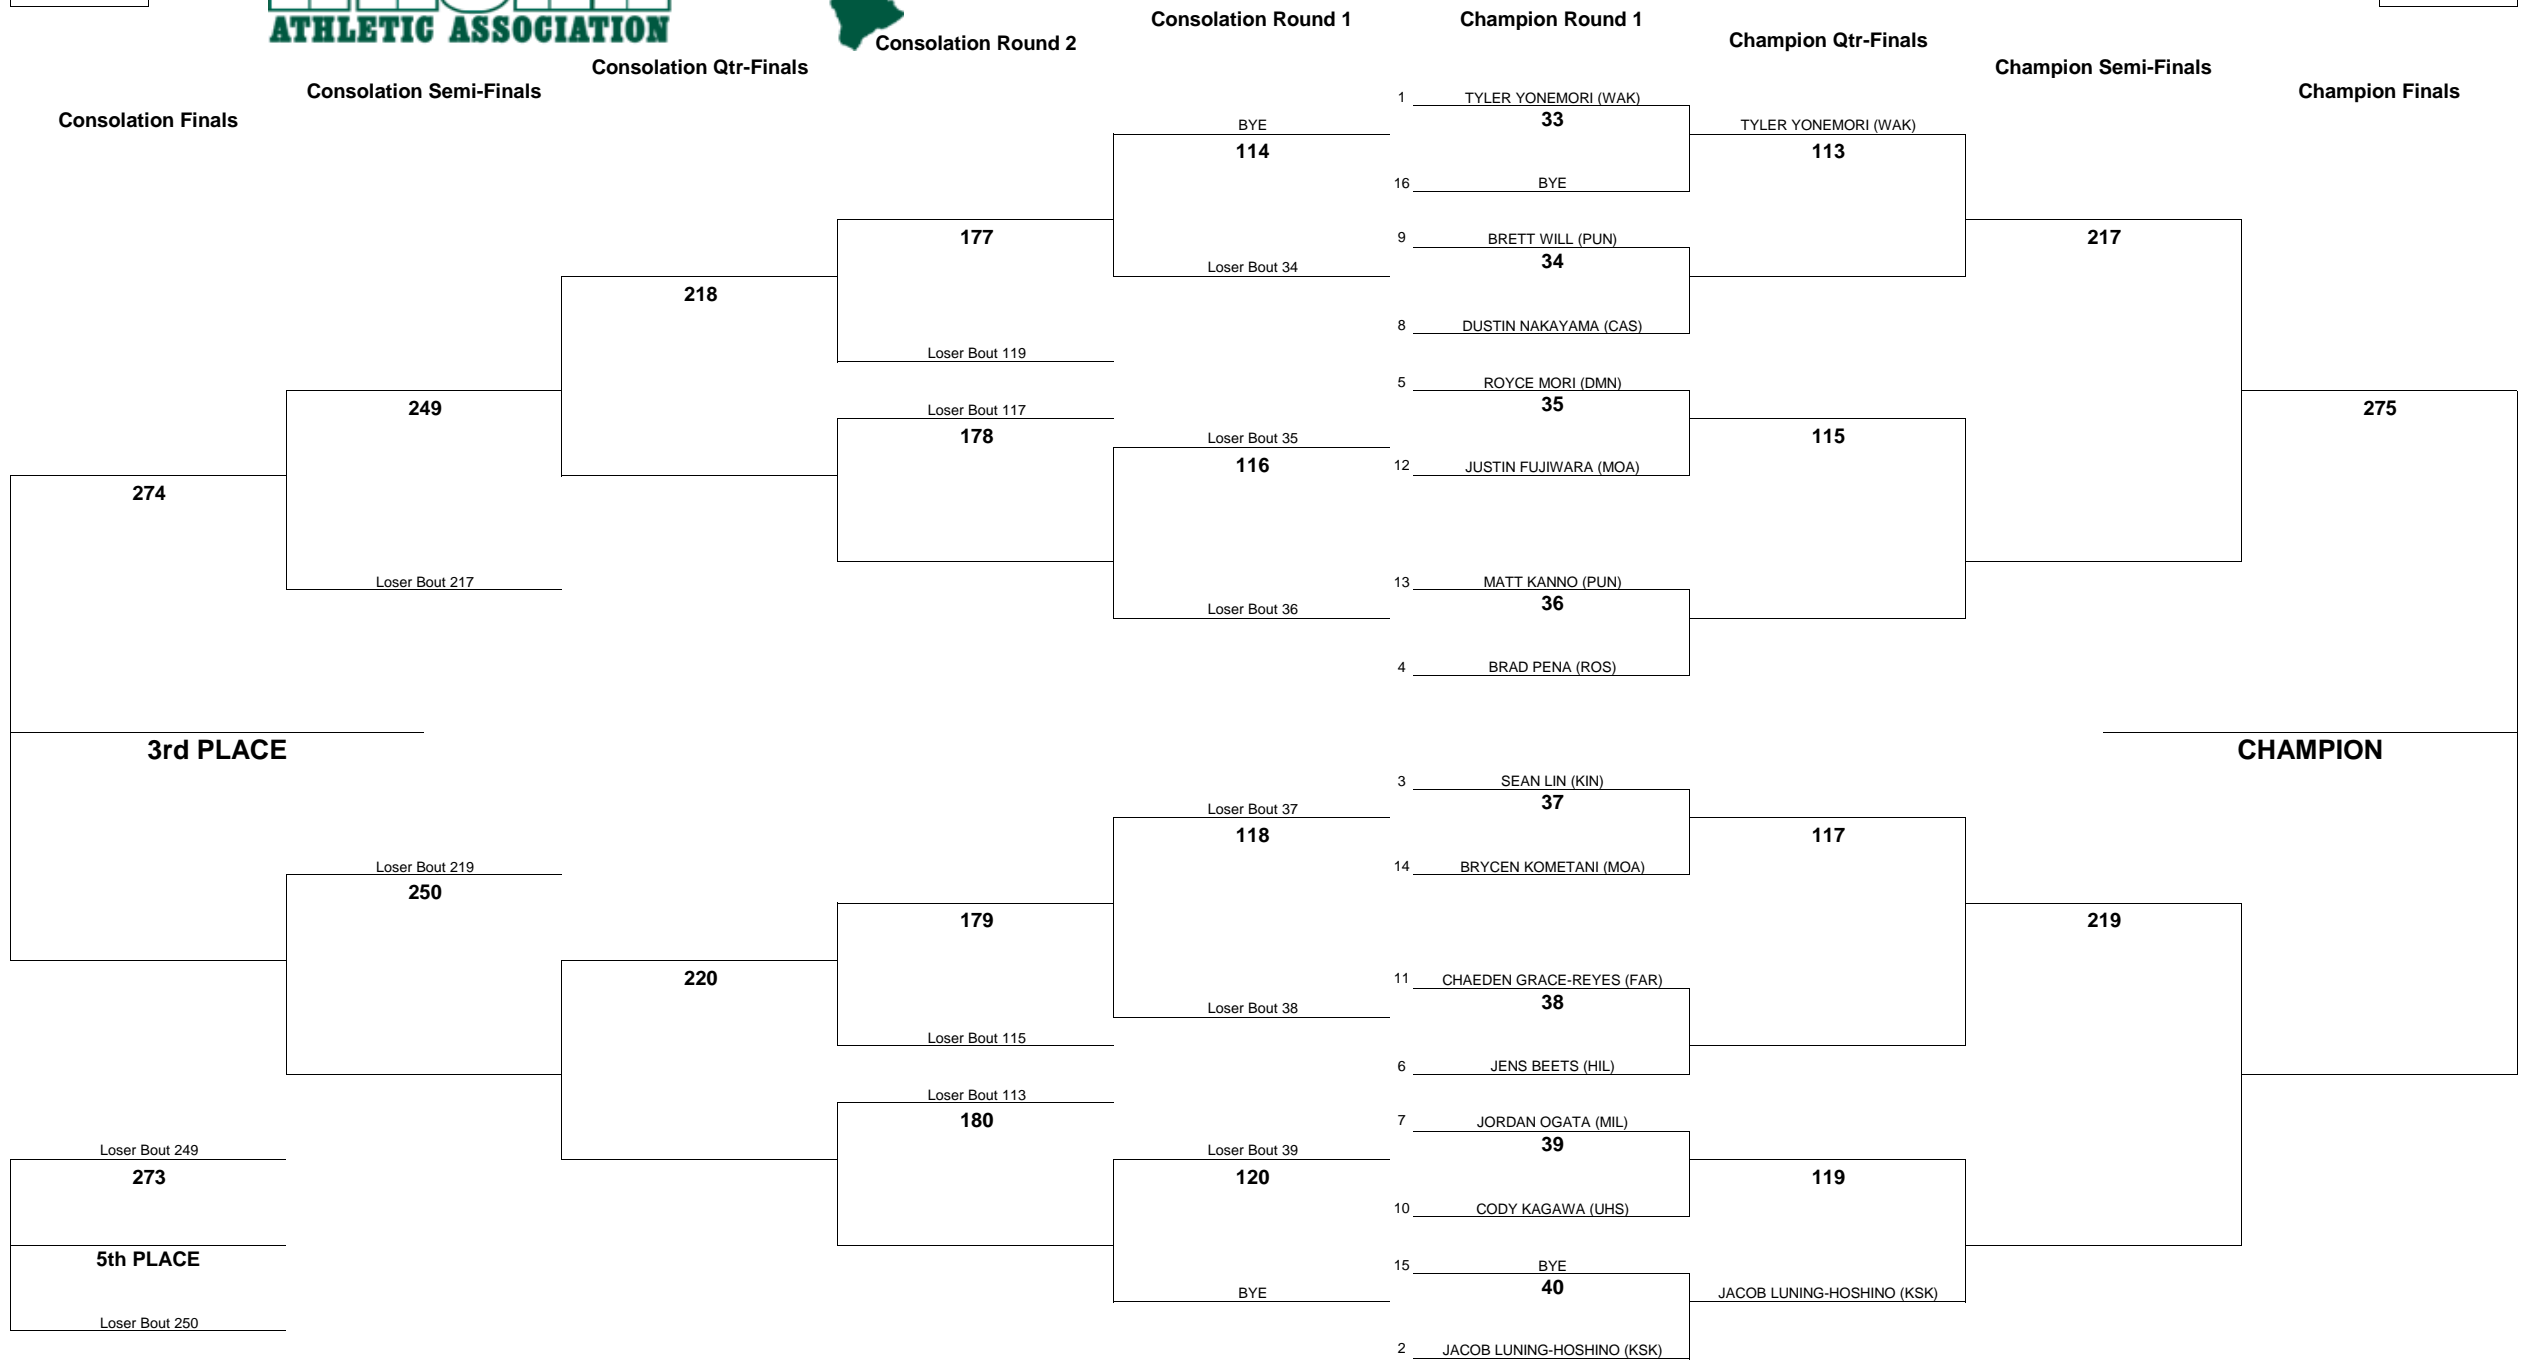 ATHLETIC ASSOCIATION
Consolation Round 1
Champion Round 1
Consolation Round 2
Champion Qtr-Finals
Consolation Qtr-Finals
Champion Semi-Finals
Consolation Semi-Finals
Champion Finals
Consolation Finals
1 TYLER YONEMORI (WAK)
33
BYE
TYLER YONEMORI (WAK)
114
113
16 BYE
177
9 BRETT WILL (PUN)
217
34
Loser Bout 34
218
8 DUSTIN NAKAYAMA (CAS)
Loser Bout 119
5 ROYCE MORI (DMN)
249
Loser Bout 117
35
275
178
Loser Bout 35
115
116
12 JUSTIN FUJIWARA (MOA)
274
Loser Bout 217
13 MATT KANNO (PUN)
Loser Bout 36
36
4 BRAD PENA (ROS)
3rd PLACE
CHAMPION
3 SEAN LIN (KIN)
Loser Bout 37
37
118
117
Loser Bout 219
14 BRYCEN KOMETANI (MOA)
250
179
219
220
11 CHAEDEN GRACE-REYES (FAR)
38
Loser Bout 38
Loser Bout 115
6 JENS BEETS (HIL)
Loser Bout 113
180
7 JORDAN OGATA (MIL)
Loser Bout 249
Loser Bout 39
39
273
120
119
10 CODY KAGAWA (UHS)
5th PLACE
15 BYE
40
BYE
JACOB LUNING-HOSHINO (KSK)
Loser Bout 250
2 JACOB LUNING-HOSHINO (KSK)